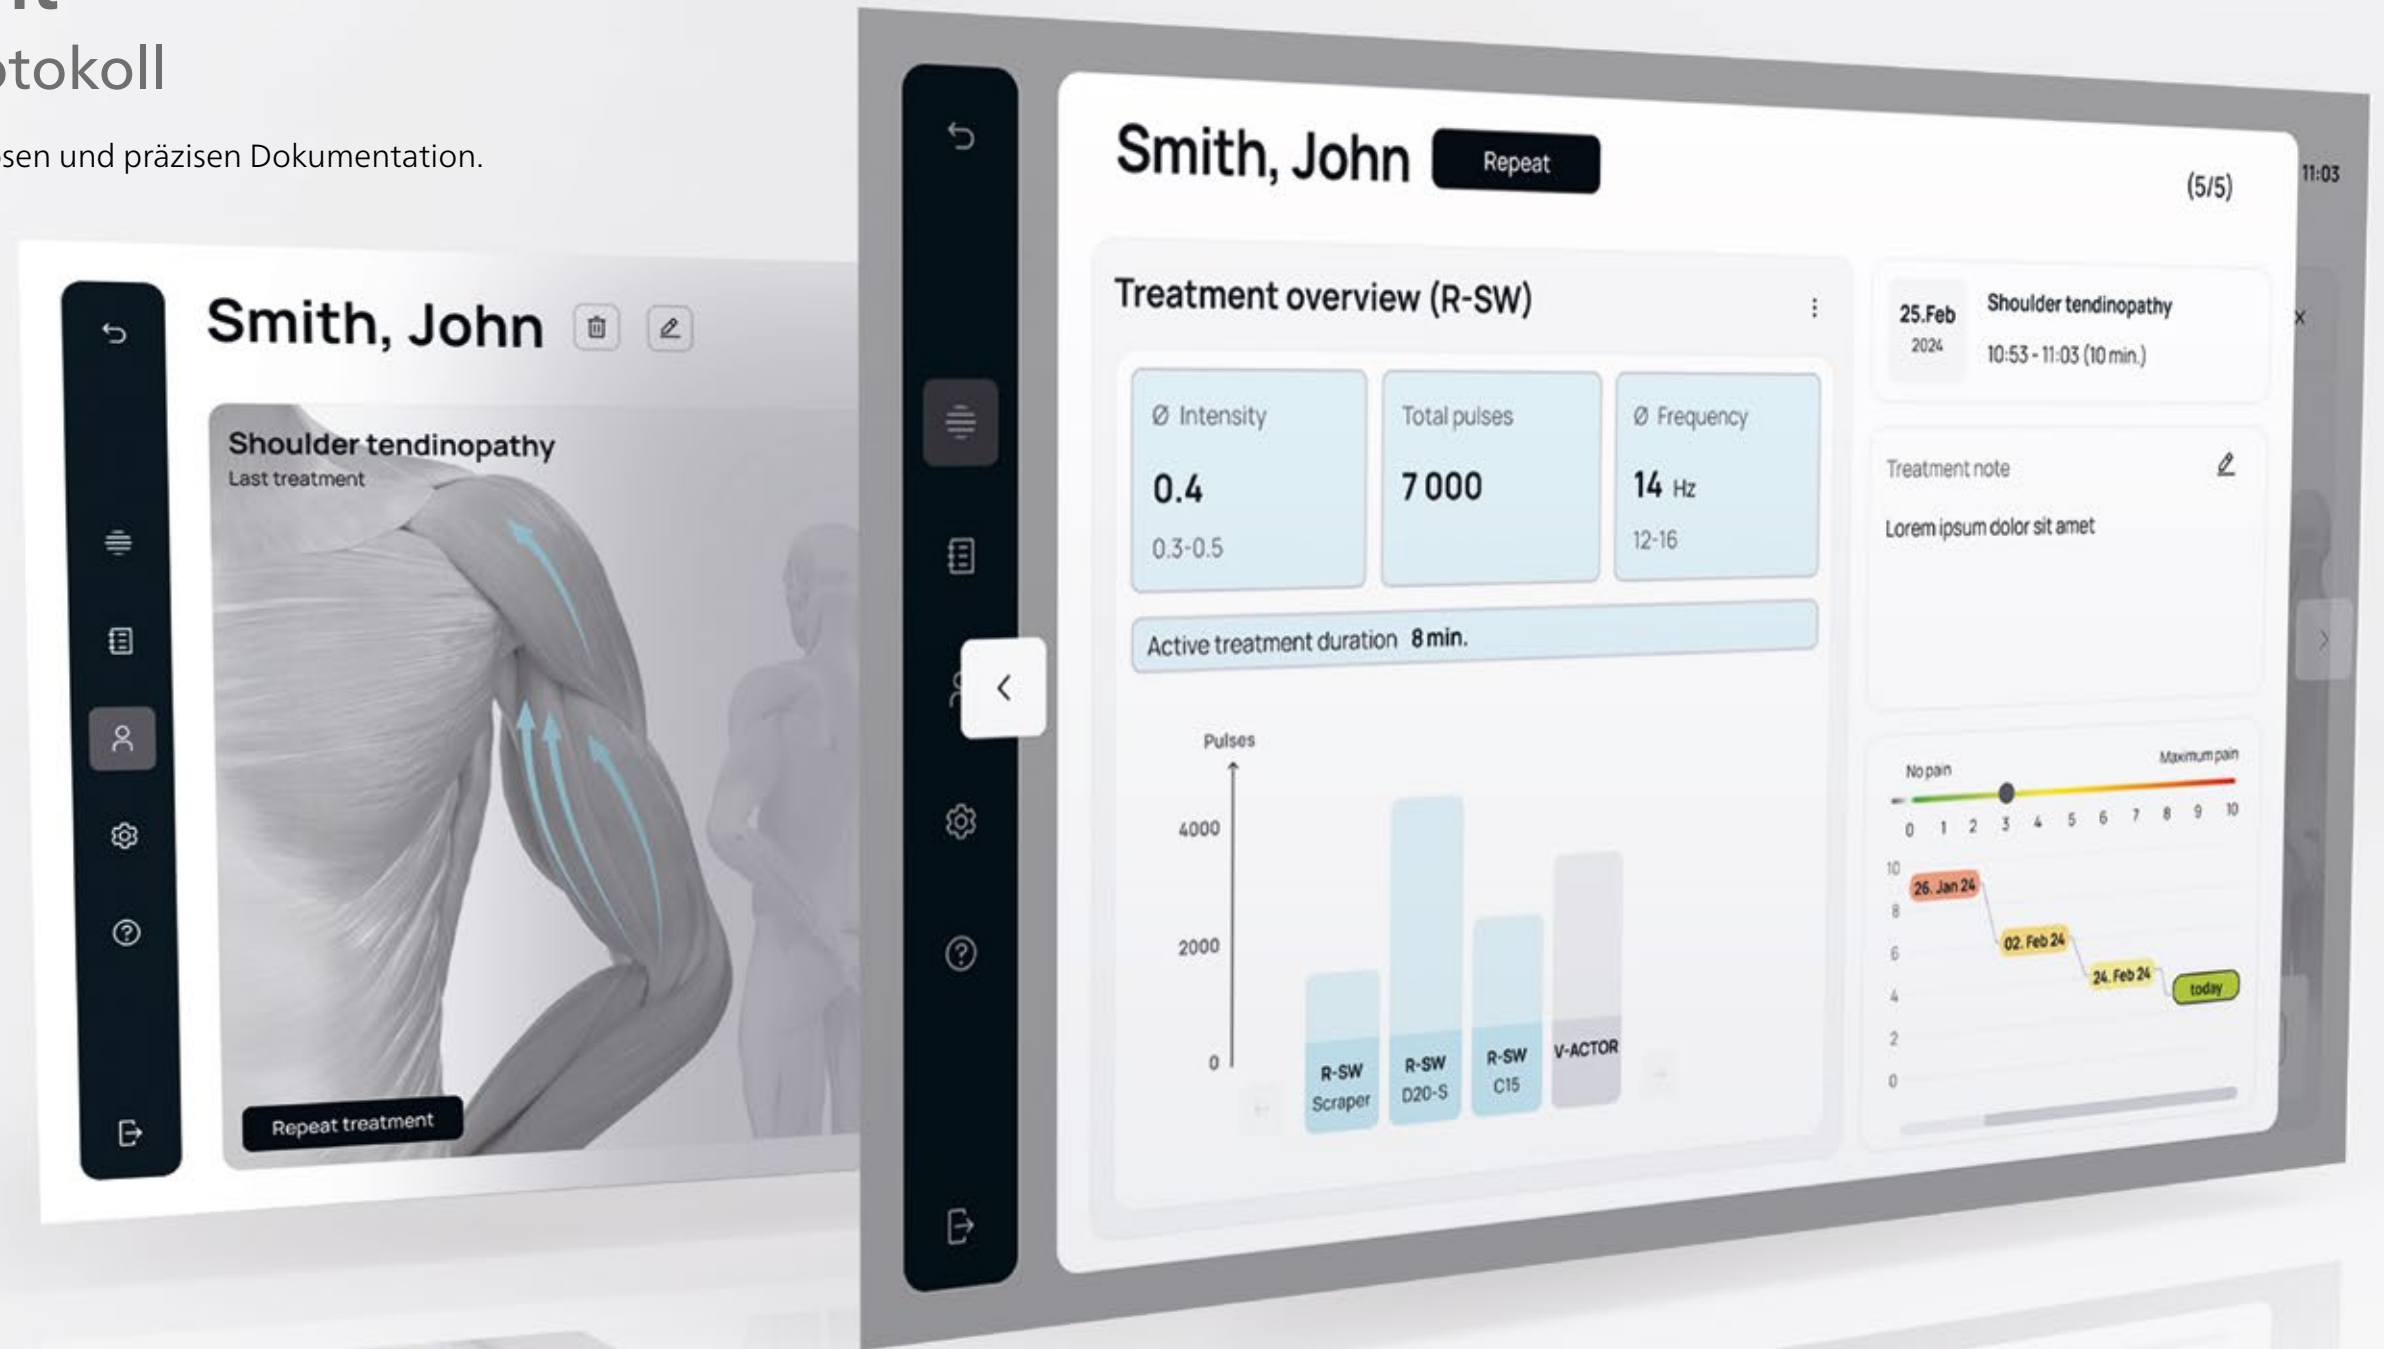 otokoll
sen und präzisen Dokumentation.
Smith, John
Shoulder tendinopathy
Last treatment
Repeat treatment
Smith, John
Repeat
(5/5)
11:03
Treatment overview (R-SW)
Ø Intensity
0.4
0.3-0.5
Total pulses
7 000
Ø Frequency
14 Hz
12-16
Active treatment duration 8 min.
Pulses
4000
2000
0
R-SW
Scraper
R-SW
D20-S
R-SW
C15
V-ACTOR
25.Feb
2024
Shoulder tendinopathy
10:53 - 11:03 (10 min.)
Treatment note
Lorem ipsum dolor sit amet
No pain
Maximum pain
0 1 2 3 4 5 6 7 8 9 10
10
8
6
4
2
0
26. Jan 24
02. Feb 24
24. Feb 24
today